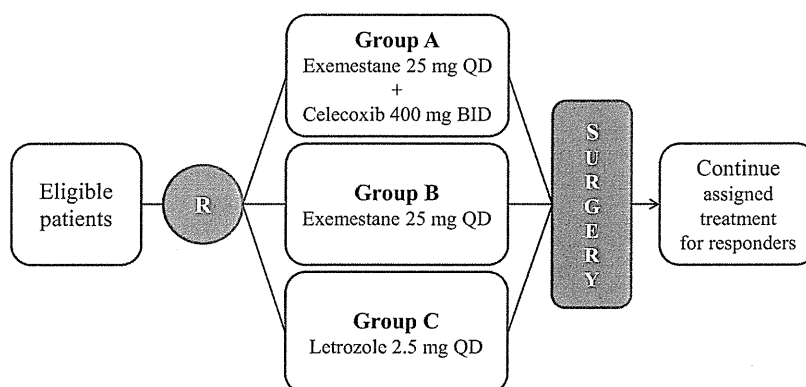 Eligible
patients
R
Group A
Exemestane 25 mg QD
+
Celecoxib 400 mg BID
Group B
Exemestane 25 mg QD
Group C
Letrozole 2.5 mg QD
SURGERY
Continue
assigned
treatment
for responders